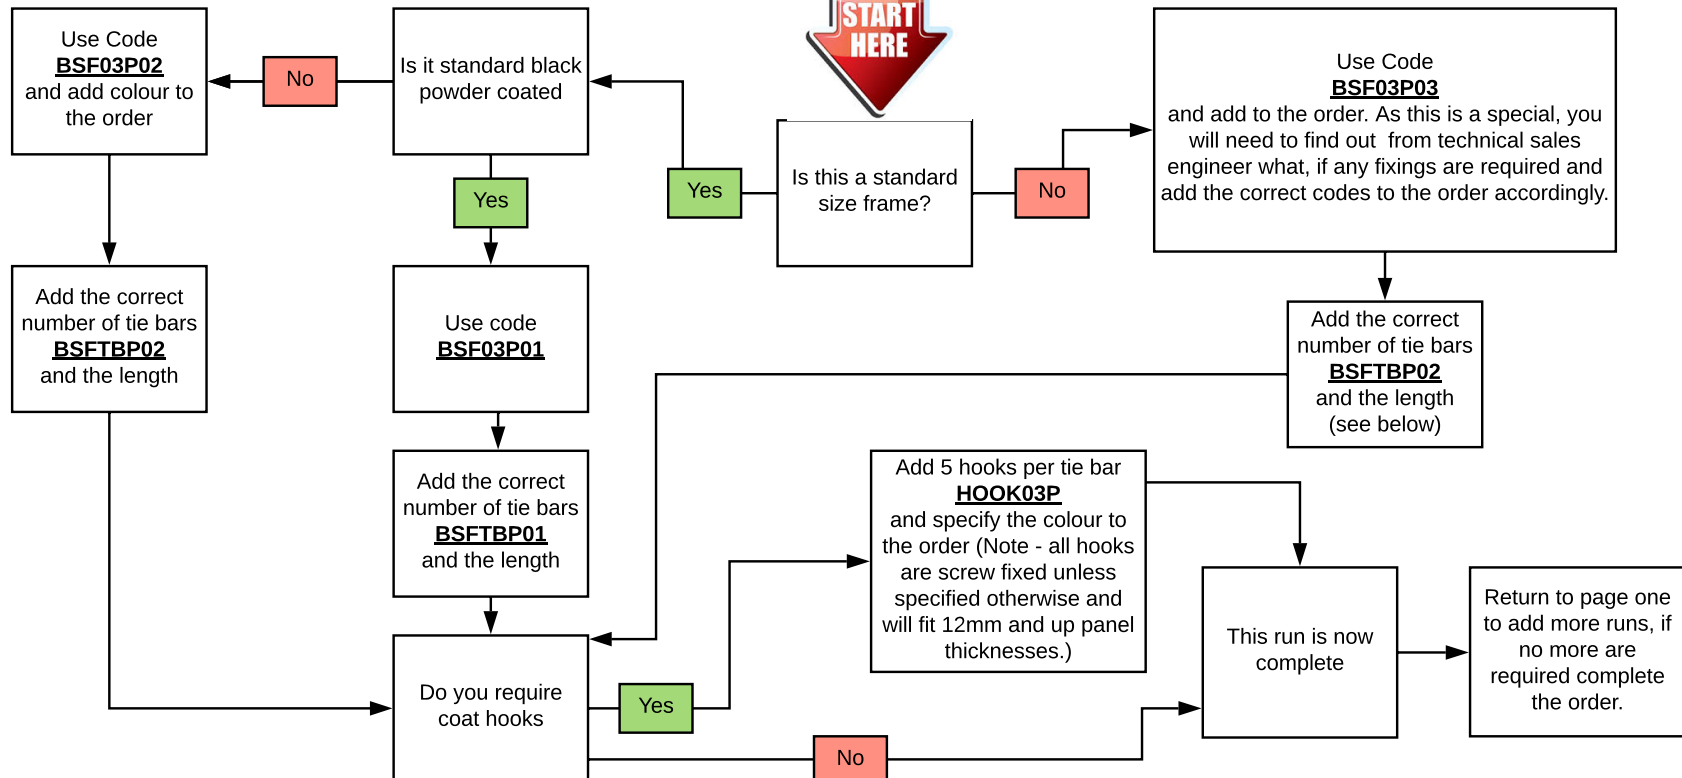 START
HERE
Use Code
BSF03P02
and add colour to
the order
No
Is it standard black
powder coated
Yes
Yes
Is this a standard
size frame?
No
Use Code
BSF03P03
and add to the order. As this is a special, you
will need to find out from technical sales
engineer what, if any fixings are required and
add the correct codes to the order accordingly.
Add the correct
number of tie bars
BSFTBP02
and the length
Use code
BSF03P01
Add the correct
number of tie bars
BSFTBP02
and the length
(see below)
Add the correct
number of tie bars
BSFTBP01
and the length
Add 5 hooks per tie bar
HOOK03P
and specify the colour to
the order (Note - all hooks
are screw fixed unless
specified otherwise and
will fit 12mm and up panel
thicknesses.)
Do you require
coat hooks
Yes
No
This run is now
complete
Return to page one
to add more runs, if
no more are
required complete
the order.